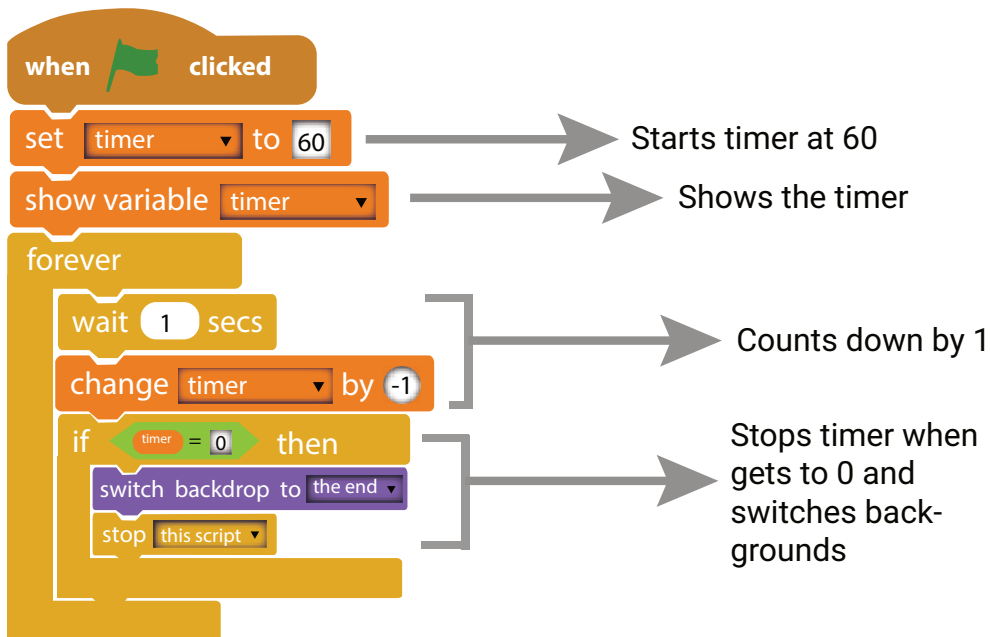 when clicked
set timer to 60
Starts timer at 60
show variable timer
Shows the timer
forever
wait 1 secs
change timer by -1
Counts down by 1
if timer = 0 then
switch backdrop to the end
stop this script
Stops timer when
gets to 0 and
switches back-
grounds